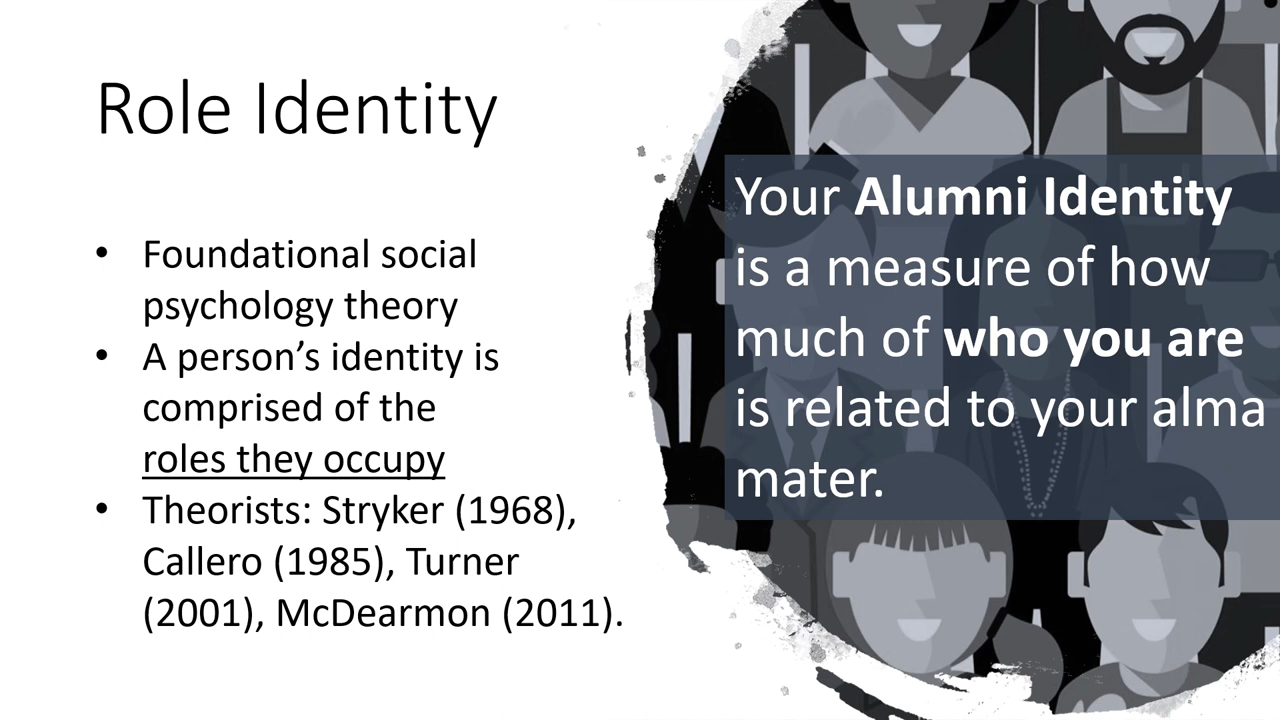 Role Identity
• Foundational social
psychology theory
• A person’s identity is
comprised of the
roles they occupy
• Theorists: Stryker (1968),
Callero (1985), Turner
(2001), McDearmon (2011).
Your Alumni Identity
is a measure of how
much of who you are
is related to your alma
mater.